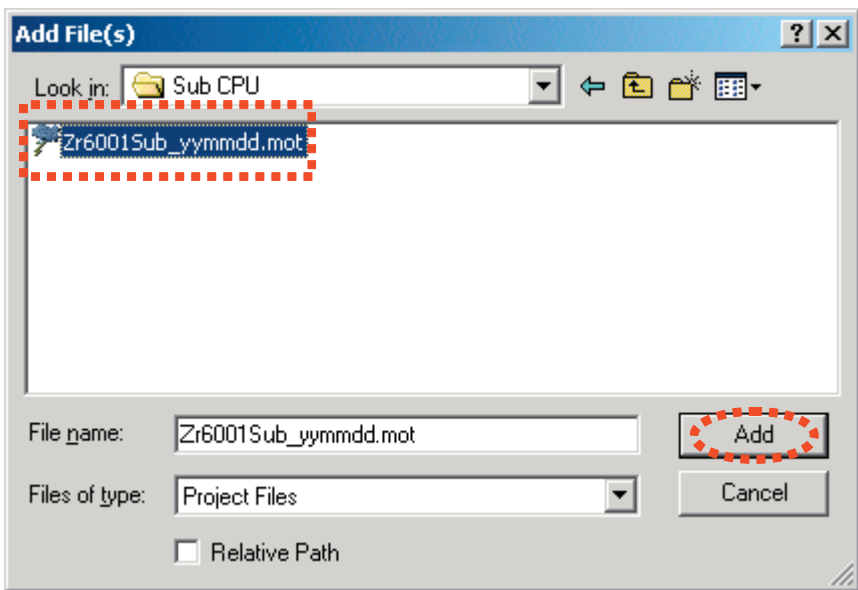 Add File(s)
Look in: Sub CPU
Zr6001Sub_yymmdd.mot
File name: Zr6001Sub_yymmdd.mot Add
Files of type: Project Files Cancel
Relative Path